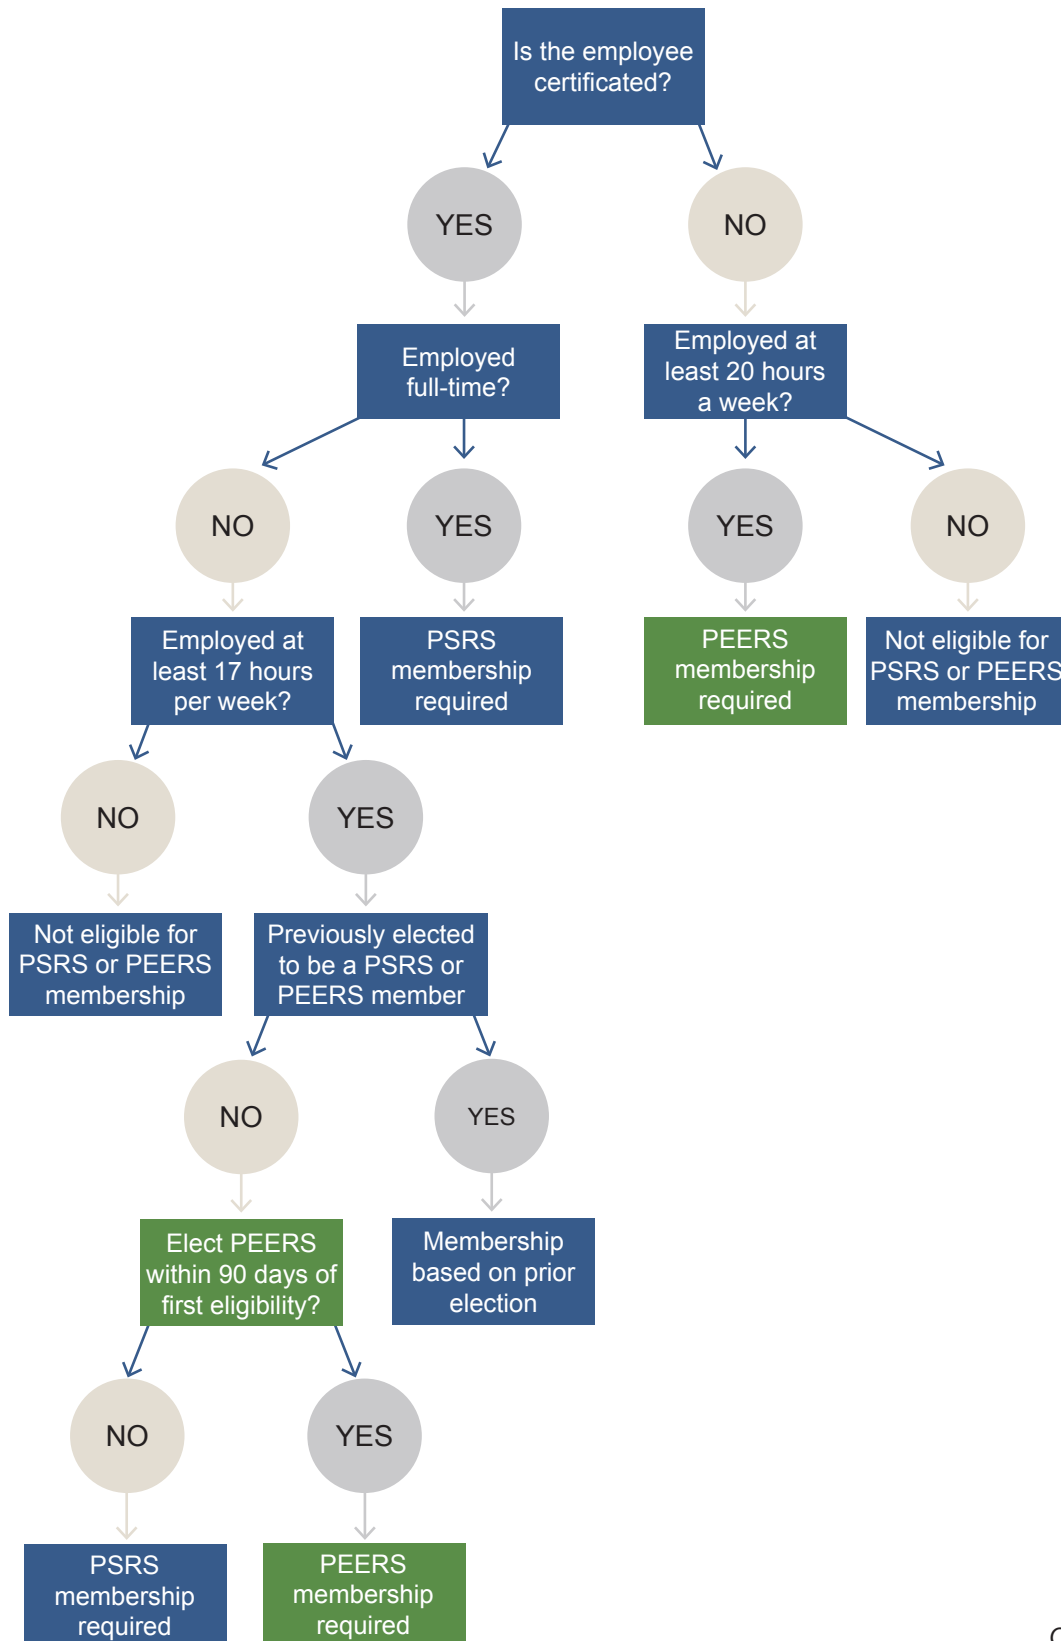 Is the employee
certificated?
YES
NO
Employed
full-time?
Employed at
least 20 hours
a week?
NO
YES
YES
NO
Employed at
least 17 hours
per week?
PSRS
membership
required
PEERS
membership
required
Not eligible for
PSRS or PEERS
membership
NO
YES
Not eligible for
PSRS or PEERS
membership
Previously elected
to be a PSRS or
PEERS member
NO
YES
Elect PEERS
within 90 days of
first eligibility?
Membership
based on prior
election
NO
YES
PSRS
membership
required
PEERS
membership
required